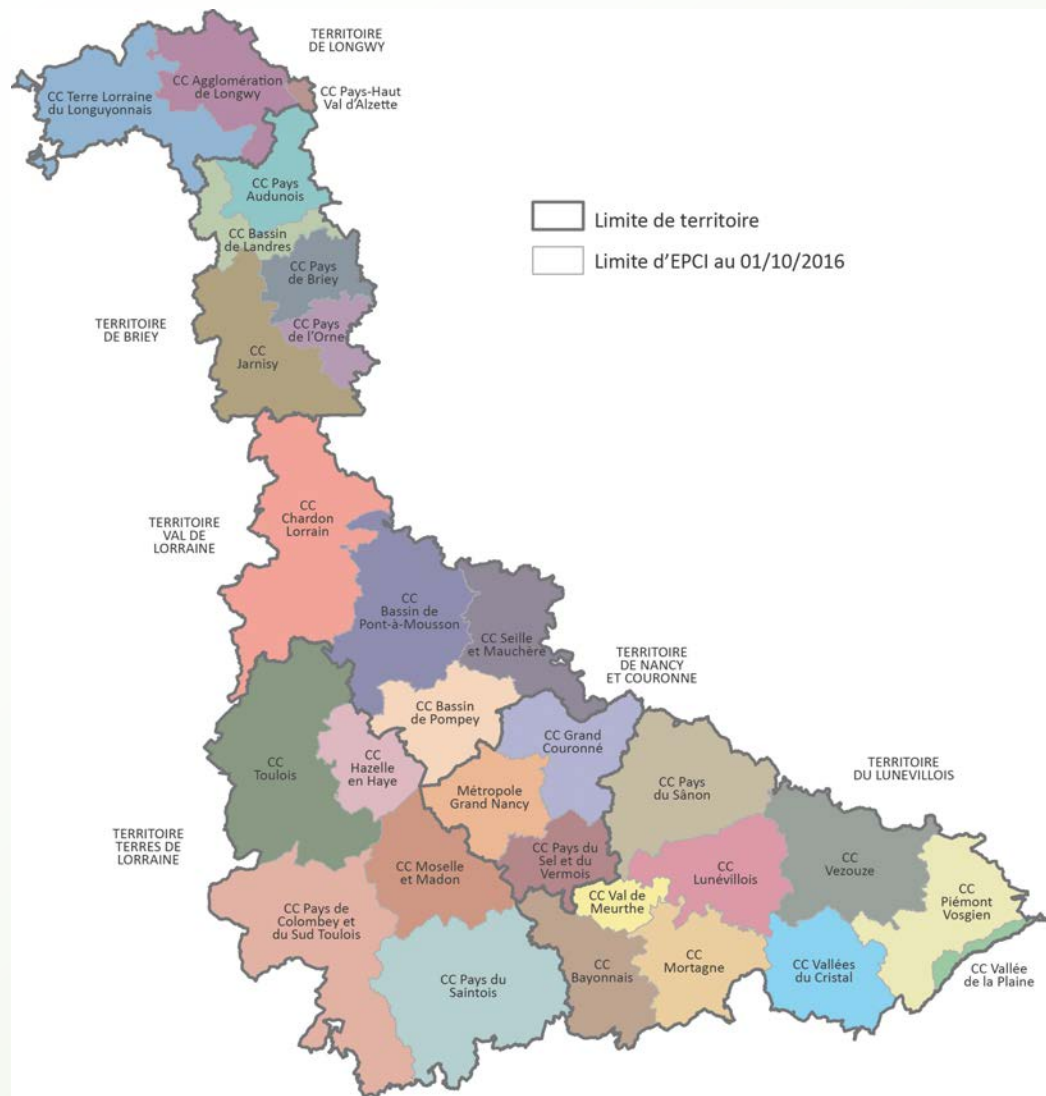 TERRITOIRE
DE LONGWY
CC Agglomération
de Longwy
CC Terre Lorraine
du Longuyonnais
CC Pays-Haut
Val d'Alzette
CC Pays
Audunois
CC Bassin
de Landres
CC Pays
de Briey
CC Pays
de l'Orne
CC
Jarnisy
TERRITOIRE
DE BRIEY
Limite de territoire
Limite d'EPCI au 01/10/2016
CC
Chardon
Lorrain
TERRITOIRE
VAL DE
LORRAINE
CC
Bassin de
Pont-à-Mousson
CC Seille
et Mauchère
TERRITOIRE
DE NANCY
ET COURONNE
CC Bassin
de Pompey
CC Grand
Couronné
CC
Toulois
CC
Hazelle
en Haye
Métropole
Grand Nancy
CC Pays
du Sânon
TERRITOIRE
DU LUNEVILLOIS
TERRITOIRE
TERRES DE
LORRAINE
CC Moselle
et Madon
CC Pays du
Sel et du
Vermois
CC
Lunévillois
CC
Vezouze
CC
Piémont
Vosgien
CC Val de
Meurthe
CC Pays de
Colombey et
du Sud Toulois
CC Pays du
Saintois
CC
Bayonnais
CC
Mortagne
CC Vallées
du Cristal
CC Vallée
de la Plaine